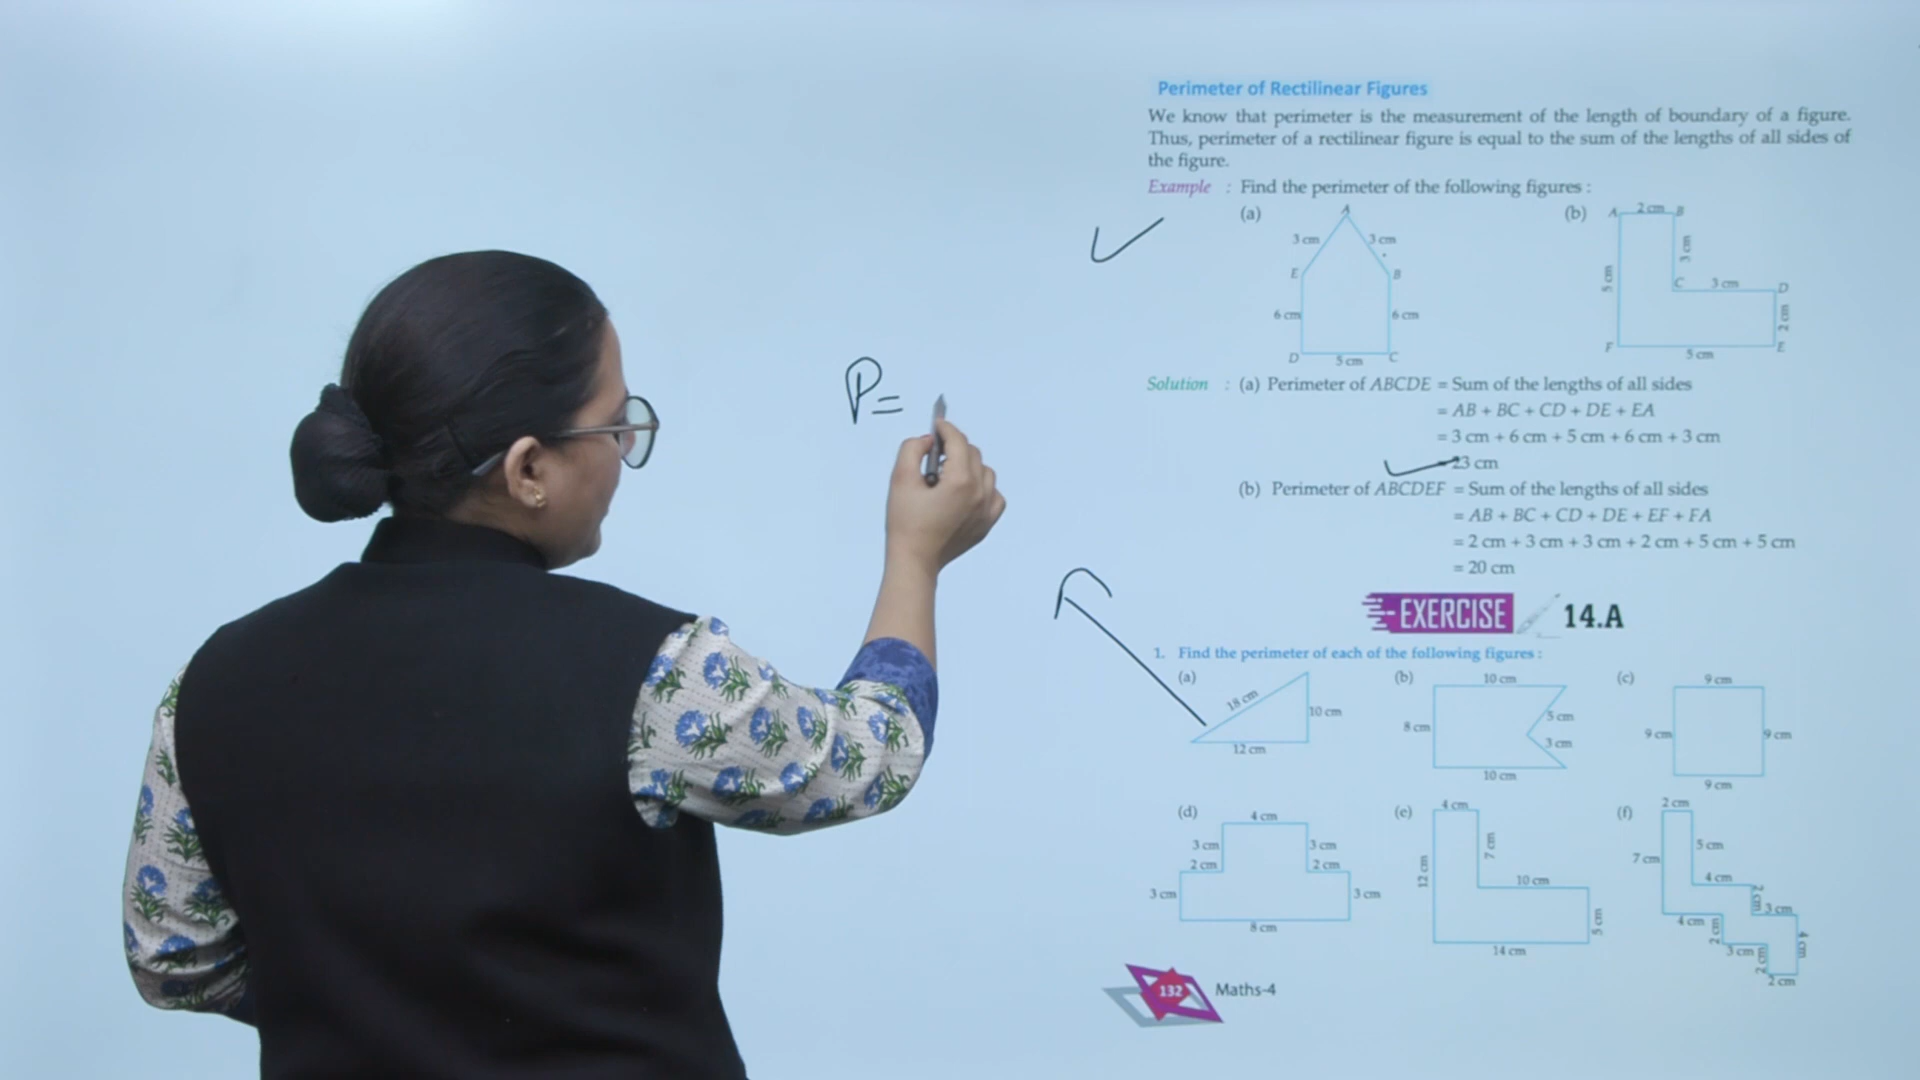 P=
Perimeter of Rectilinear Figures
We know that perimeter is the measurement of the length of boundary of a figure.
Thus, perimeter of a rectilinear figure is equal to the sum of the lengths of all sides of
the figure.
Example : Find the perimeter of the following figures :
(a)
A
3 cm
3 cm
E
B
6 cm
6 cm
D
5 cm
C
(b)
A
2 cm
B
3 cm
5 cm
C
3 cm
D
2 cm
F
5 cm
E
Solution : (a) Perimeter of ABCDE = Sum of the lengths of all sides
= AB + BC + CD + DE + EA
= 3 cm + 6 cm + 5 cm + 6 cm + 3 cm
23 cm
(b) Perimeter of ABCDEF = Sum of the lengths of all sides
= AB + BC + CD + DE + EF + FA
= 2 cm + 3 cm + 3 cm + 2 cm + 5 cm + 5 cm
= 20 cm
EXERCISE 14.A
1. Find the perimeter of each of the following figures :
(a)
18 cm
10 cm
12 cm
(b)
10 cm
8 cm
5 cm
3 cm
10 cm
(c)
9 cm
9 cm
9 cm
9 cm
(d)
4 cm
3 cm
3 cm
2 cm
2 cm
3 cm
3 cm
8 cm
(e)
4 cm
7 cm
12 cm
10 cm
5 cm
14 cm
(f)
2 cm
5 cm
7 cm
4 cm
2 cm
3 cm
4 cm
2 cm
4 cm
3 cm
2 cm
2 cm
132 Maths-4